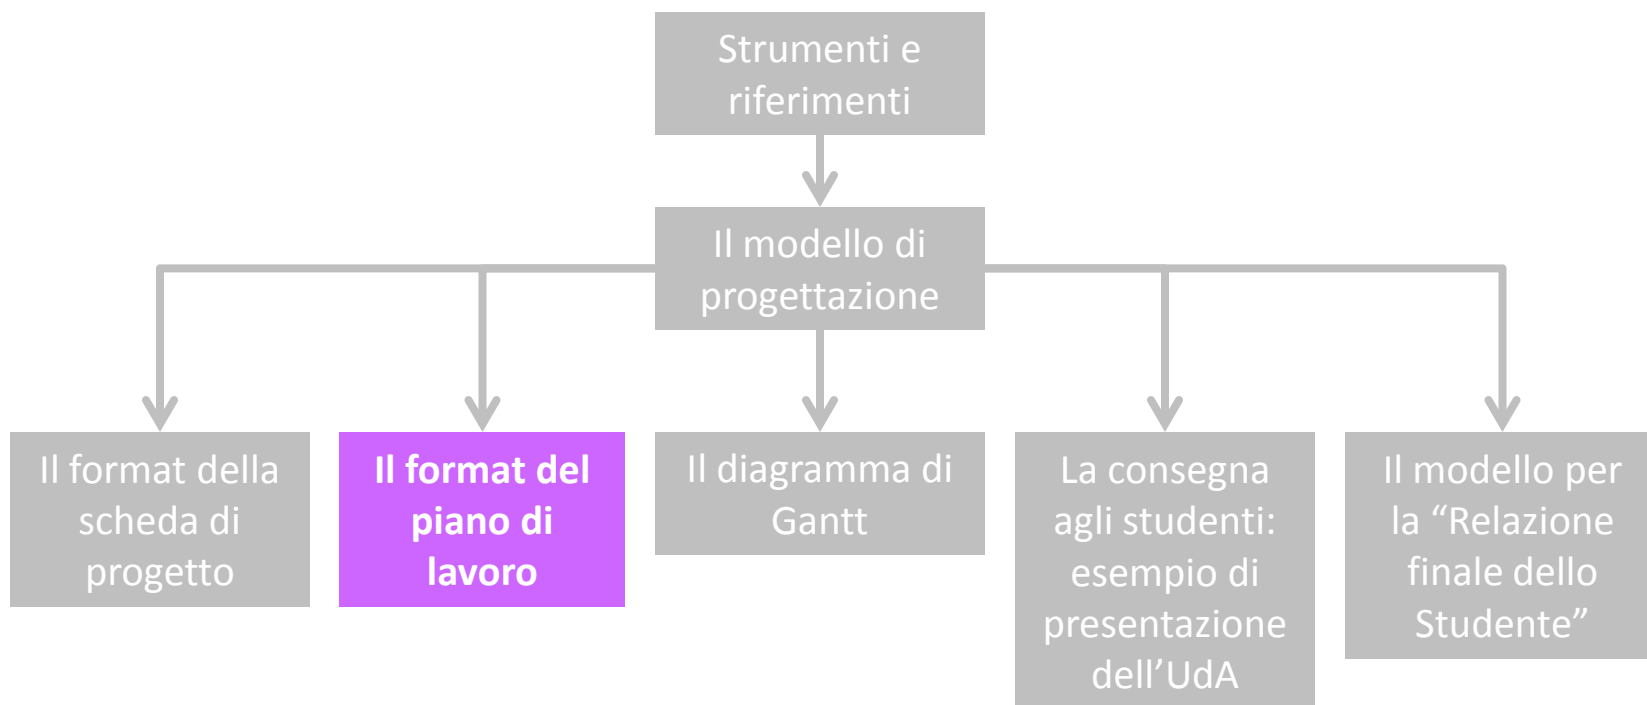 Strumenti e
riferimenti
Il modello di
progettazione
Il format della
scheda di
progetto
Il format del
piano di
lavoro
Il diagramma di
Gantt
La consegna
agli studenti:
esempio di
presentazione
dell’UdA
Il modello per
la “Relazione
finale dello
Studente”